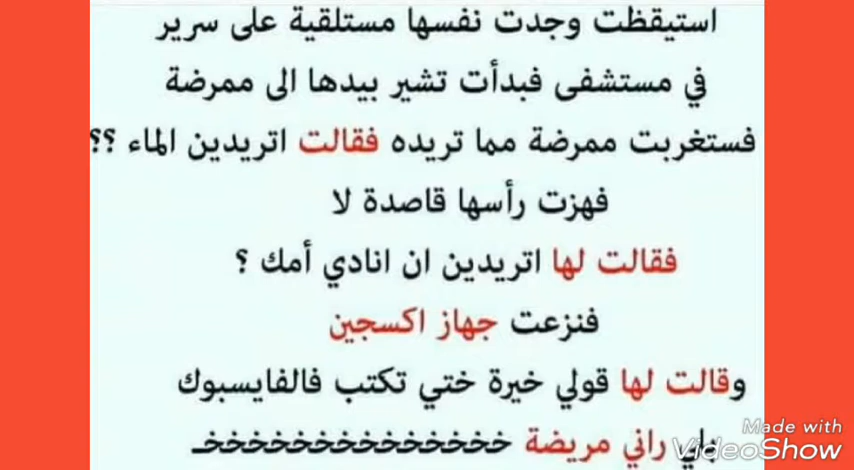 استيقظت وجدت نفسها مستلقية على سرير
في مستشفى فبدأت تشير بيدها الى ممرضة
فستغربت ممرضة مما تريده فقالت اتريدين الماء ؟؟
فهزت رأسها قاصدة لا
فقالت لها اتريدين ان انادي أمك ؟
فنزعت جهاز اكسجين
وقالت لها قولي خيرة ختي تكتب فالفايسبوك
راني مريضة خخخخخخخخخخخخخخخـ
Made with
VideoShow